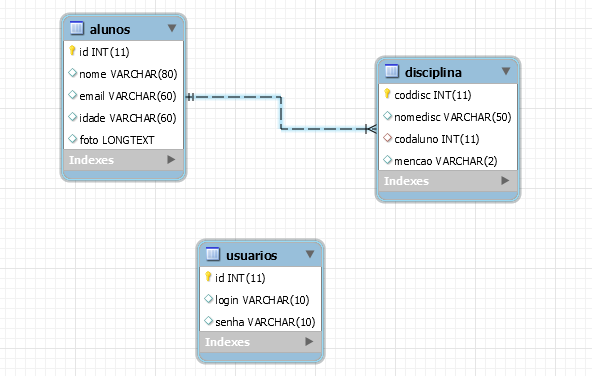 alunos
id INT(11)
nome VARCHAR(80)
email VARCHAR(60)
idade VARCHAR(60)
foto LONGTEXT
Indexes
disciplina
coddisc INT(11)
nomedisc VARCHAR(50)
codaluno INT(11)
mencao VARCHAR(2)
Indexes
usuarios
id INT(11)
login VARCHAR(10)
senha VARCHAR(10)
Indexes